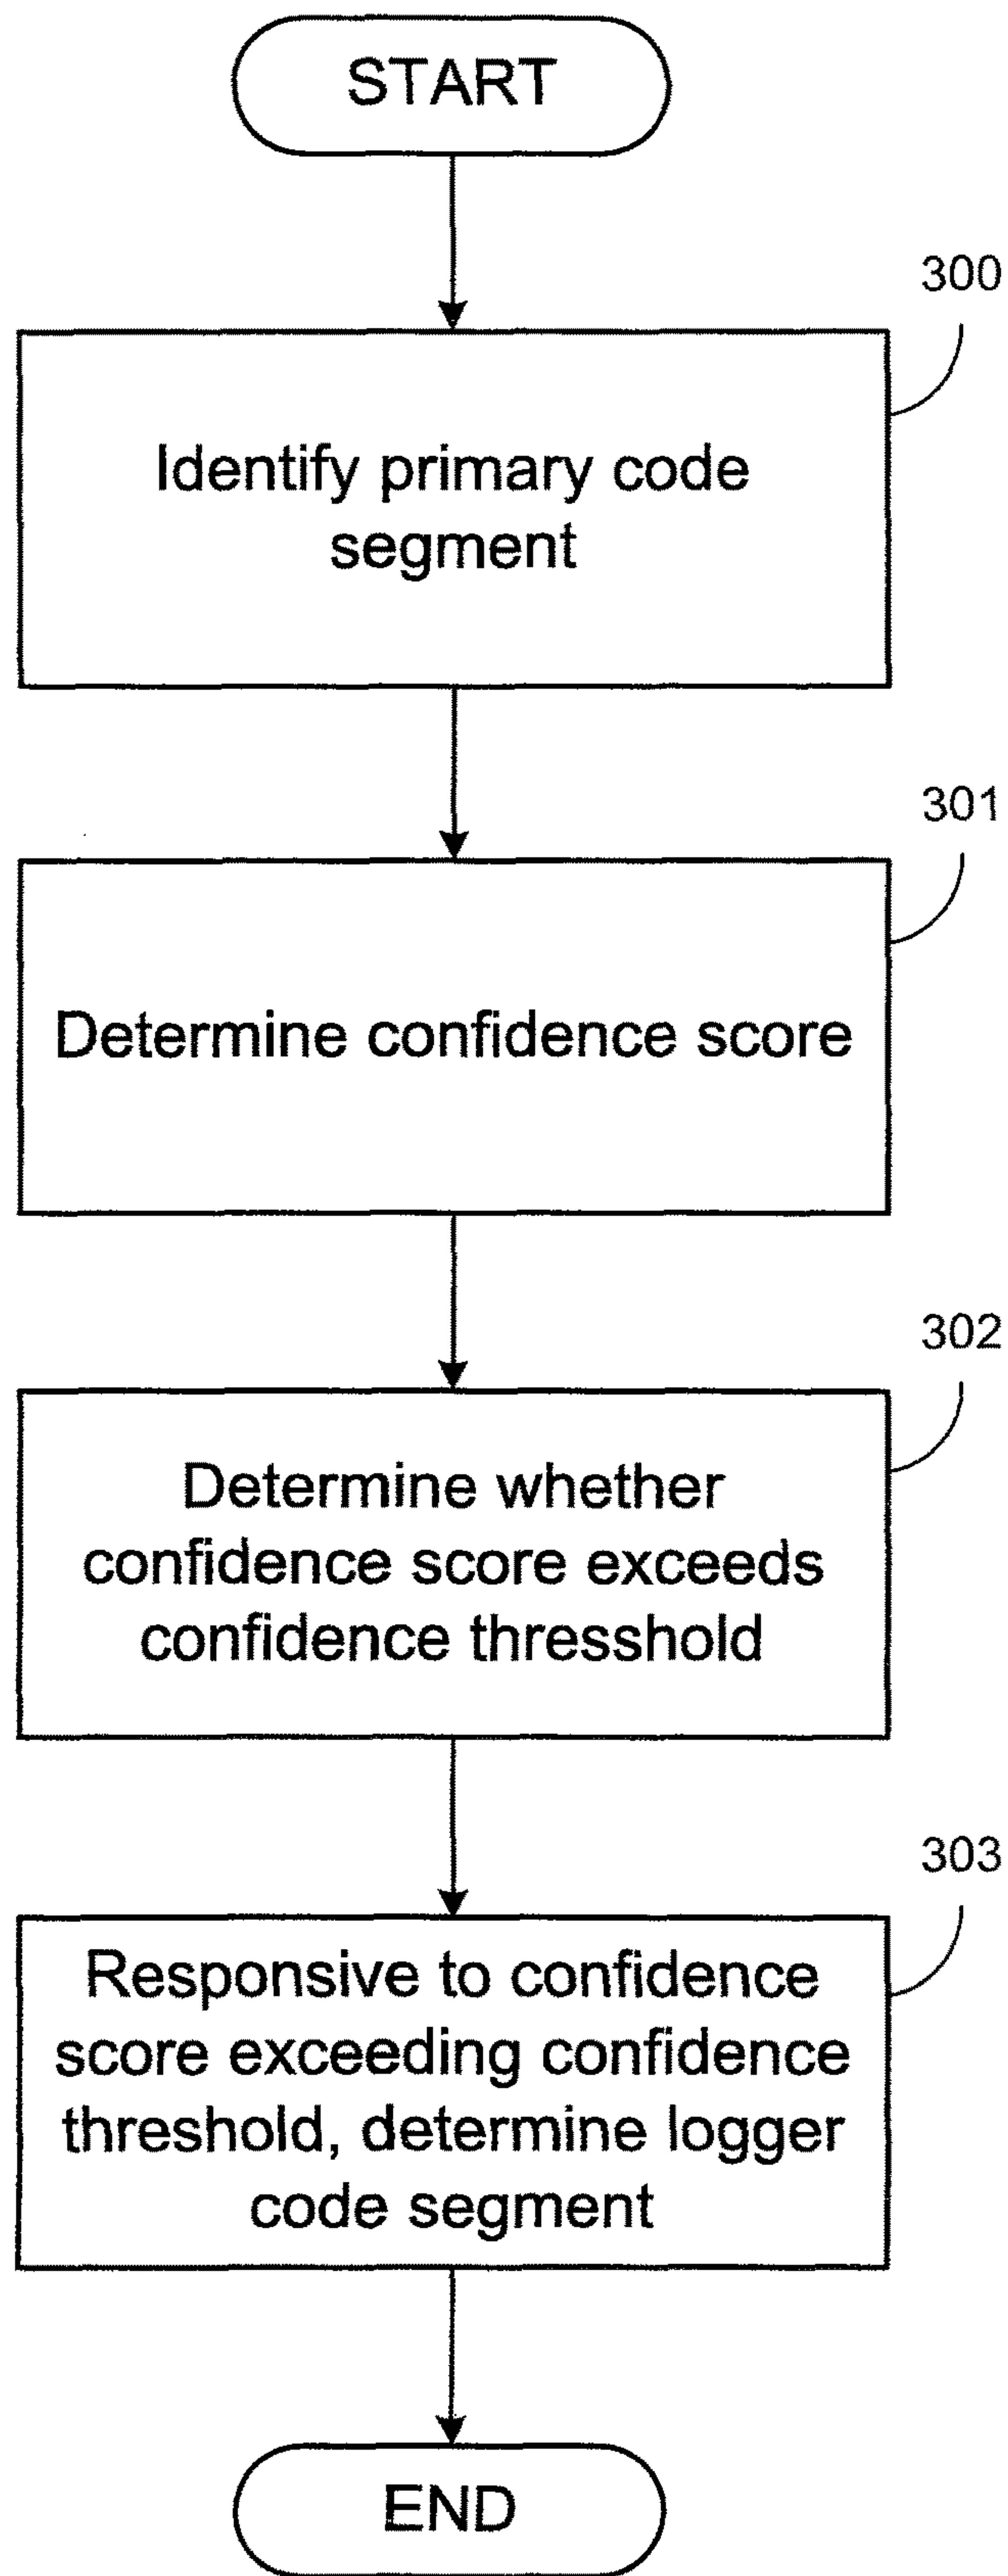 START
300
Identify primary code
segment
301
Determine confidence score
302
Determine whether
confidence score exceeds
confidence thresshold
303
Responsive to confidence
score exceeding confidence
threshold, determine logger
code segment
END